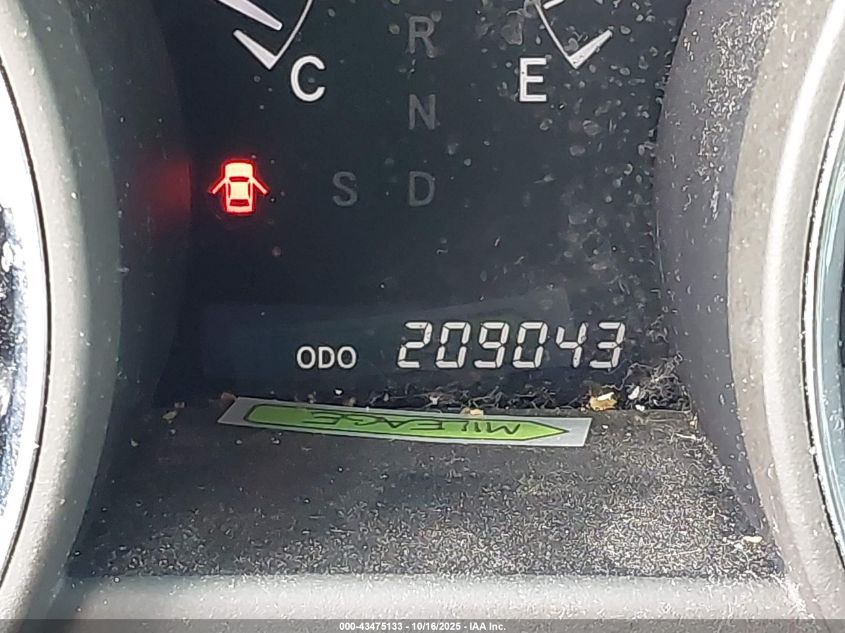 R
C E
N
S D
ODO 209043
MILEAGE
000-43475133 - 10/16/2025 - IAA Inc.